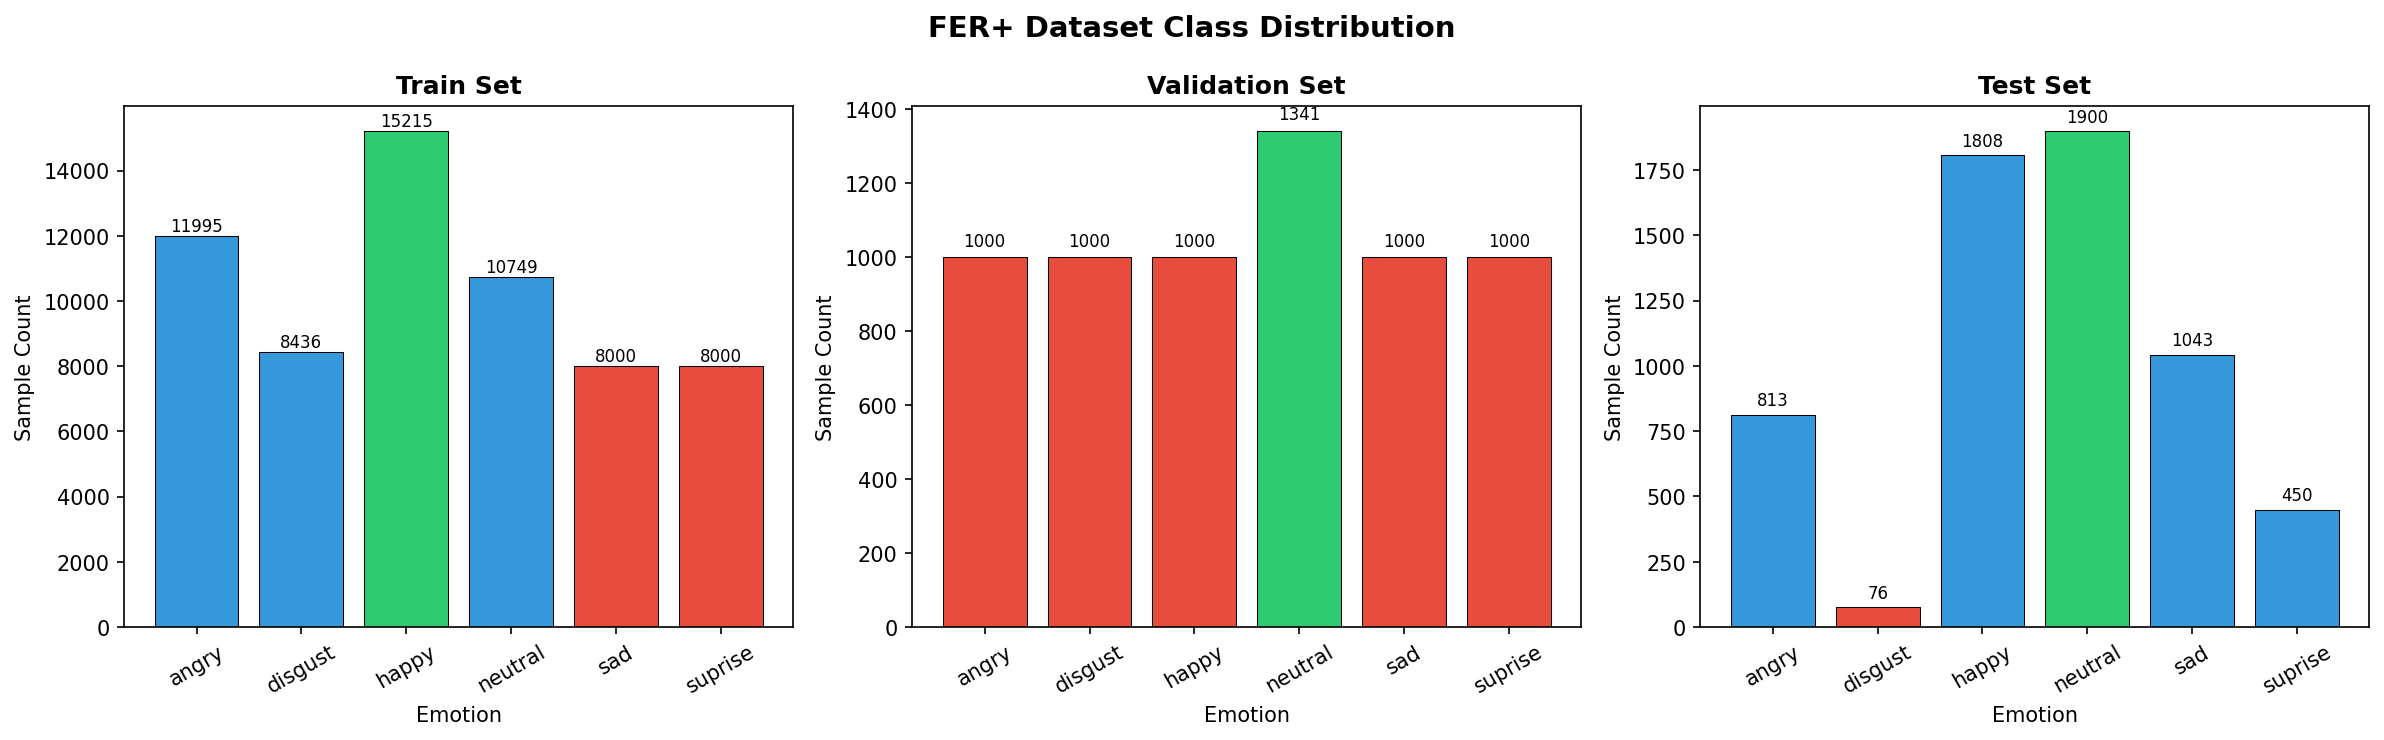 FER+ Dataset Class Distribution
Train Set
Sample Count
14000
12000
10000
8000
6000
4000
2000
0
11995
8436
15215
10749
8000
8000
angry
disgust
happy
neutral
sad
suprise
Emotion
Validation Set
Sample Count
1400
1200
1000
800
600
400
200
0
1000
1000
1000
1341
1000
1000
angry
disgust
happy
neutral
sad
suprise
Emotion
Test Set
Sample Count
1750
1500
1250
1000
750
500
250
0
813
76
1808
1900
1043
450
angry
disgust
happy
neutral
sad
suprise
Emotion